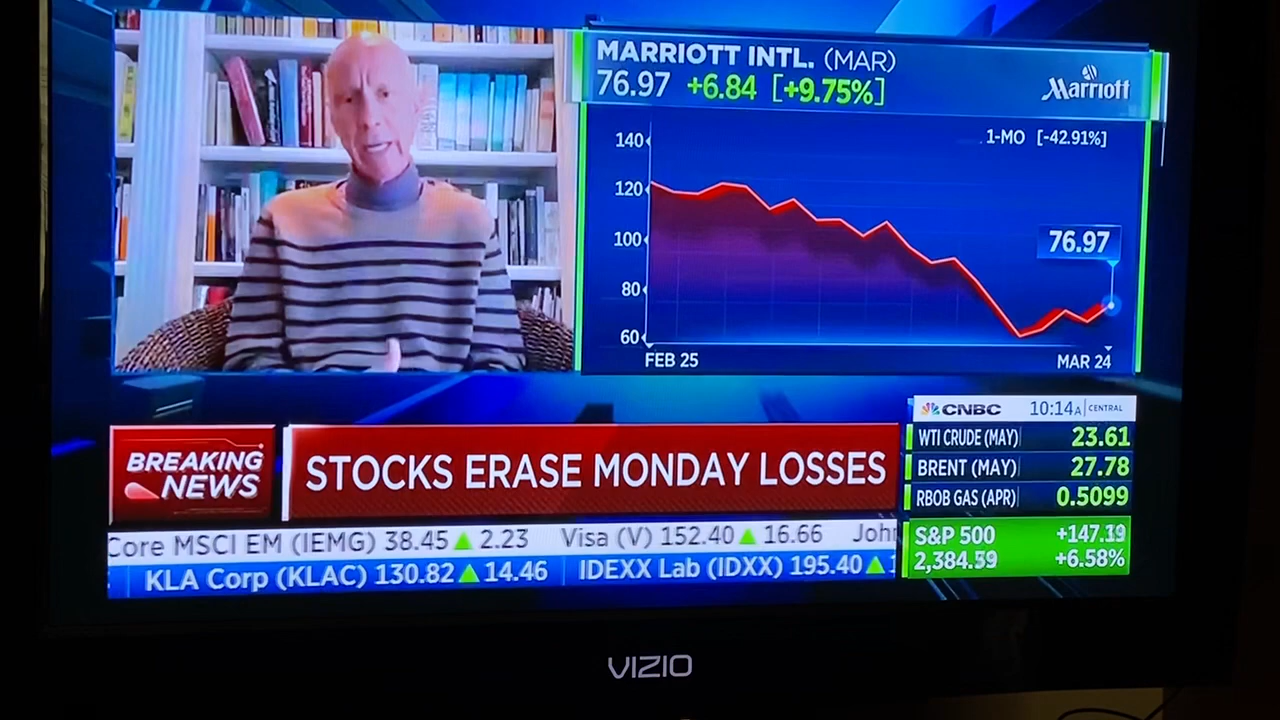 MARRIOTT INTL. (MAR)
76.97 +6.84 [+9.75%]
Marriott
1-MO [-42.91%]
140
120
100
80
60
76.97
FEB 25
MAR 24
BREAKING
NEWS
STOCKS ERASE MONDAY LOSSES
CNBC 10:14A CENTRAL
WTI CRUDE (MAY) 23.61
BRENT (MAY) 27.78
RBOB GAS (APR) 0.5099
S&P 500 +147.19
2,384.59 +6.58%
Core MSCI EM (IEMG) 38.45▲2.23 Visa (V) 152.40▲16.66 John
KLA Corp (KLAC) 130.82▲14.46 IDEXX Lab (IDXX) 195.40▲1
VIZIO